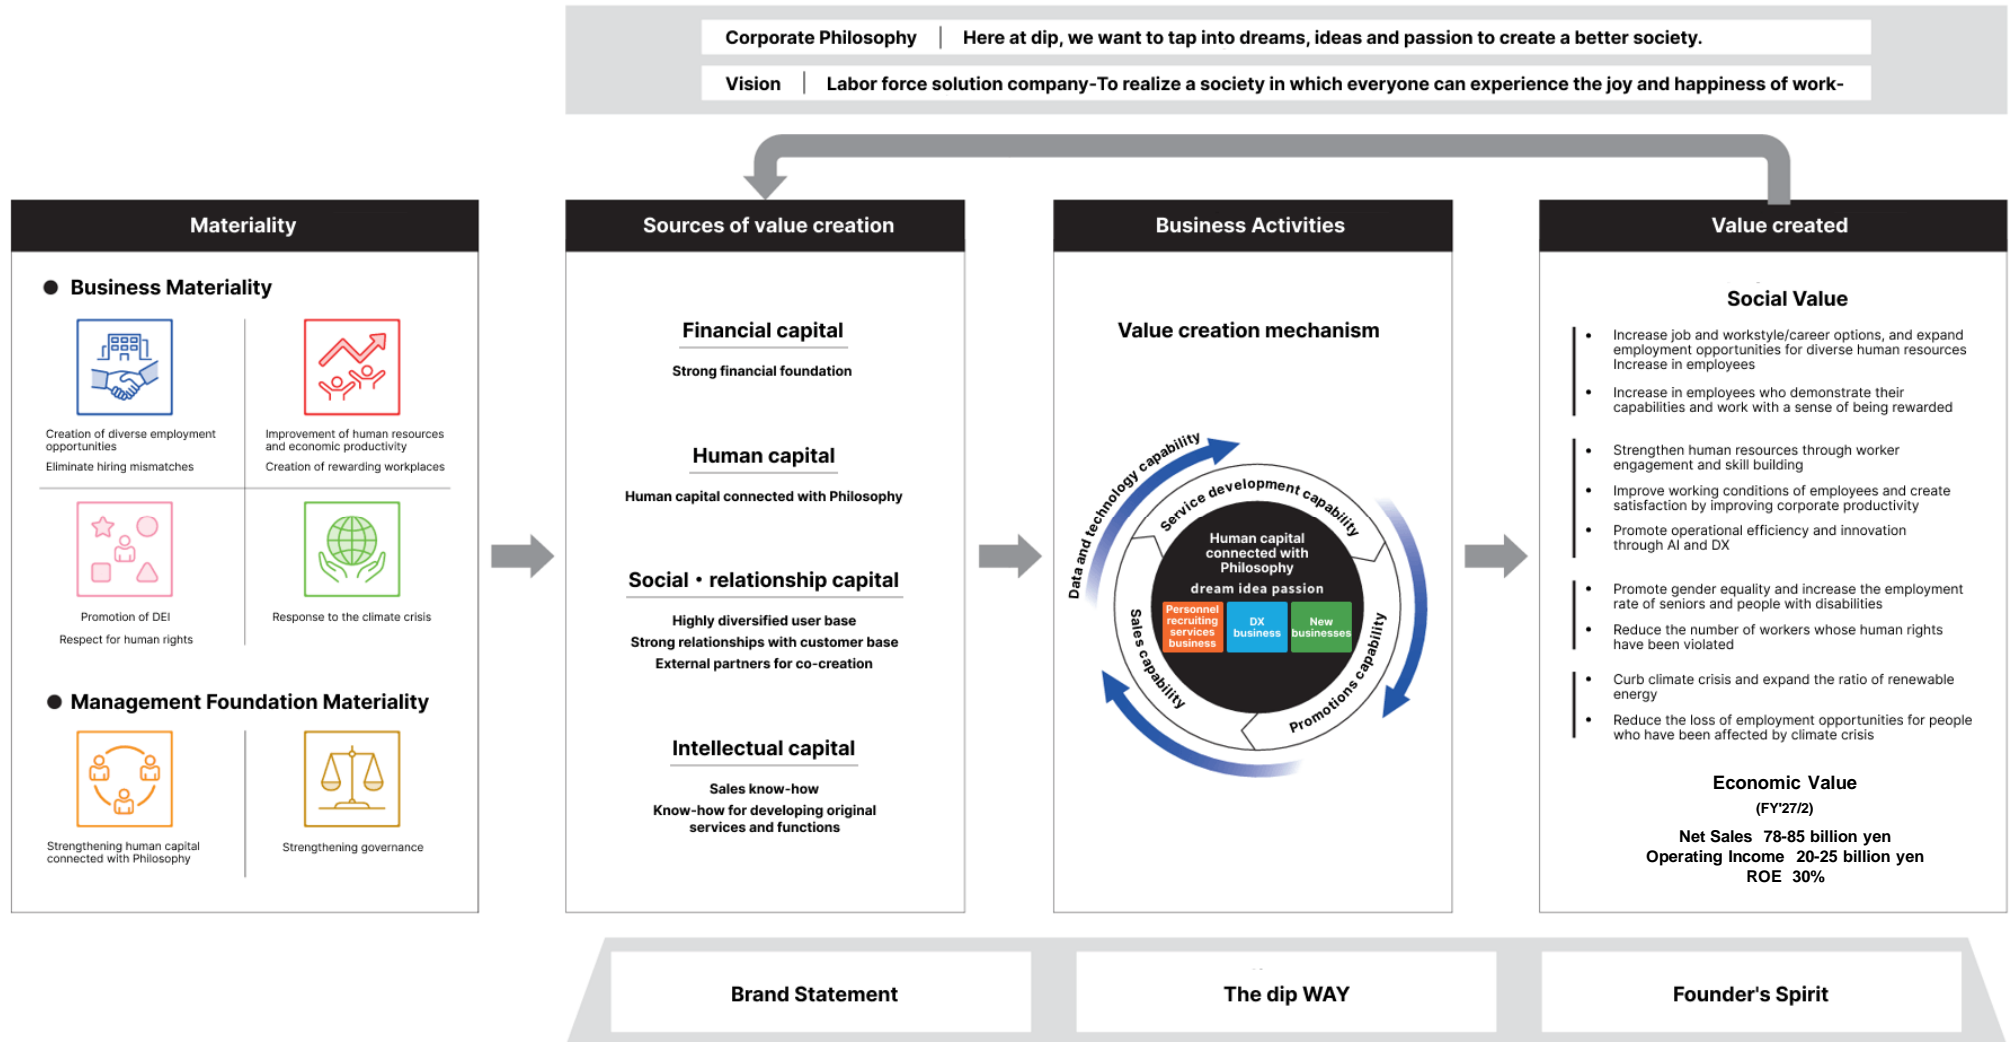 Corporate Philosophy | Here at dip, we want to tap into dreams, ideas and passion to create a better society.
Vision | Labor force solution company-To realize a society in which everyone can experience the joy and happiness of work-
Materiality
● Business Materiality
Creation of diverse employment
opportunities
Eliminate hiring mismatches
Improvement of human resources
and economic productivity
Creation of rewarding workplaces
Promotion of DEI
Respect for human rights
Response to the climate crisis
● Management Foundation Materiality
Strengthening human capital
connected with Philosophy
Strengthening governance
Sources of value creation
Financial capital
Strong financial foundation
Human capital
Human capital connected with Philosophy
Social・relationship capital
Highly diversified user base
Strong relationships with customer base
External partners for co-creation
Intellectual capital
Sales know-how
Know-how for developing original
services and functions
Business Activities
Value creation mechanism
Data and technology capability
Service development capability
Promotions capability
Sales capability
Human capital
connected with
Philosophy
dream idea passion
Personnel
recruiting
services
business
DX
business
New
businesses
Value created
Social Value
• Increase job and workstyle/career options, and expand
employment opportunities for diverse human resources
Increase in employees
• Increase in employees who demonstrate their
capabilities and work with a sense of being rewarded
• Strengthen human resources through worker
engagement and skill building
• Improve working conditions of employees and create
satisfaction by improving corporate productivity
• Promote operational efficiency and innovation
through AI and DX
• Promote gender equality and increase the employment
rate of seniors and people with disabilities
• Reduce the number of workers whose human rights
have been violated
• Curb climate crisis and expand the ratio of renewable
energy
• Reduce the loss of employment opportunities for people
who have been affected by climate crisis
Economic Value
(FY'27/2)
Net Sales 78-85 billion yen
Operating Income 20-25 billion yen
ROE 30%
Brand Statement
The dip WAY
Founder's Spirit